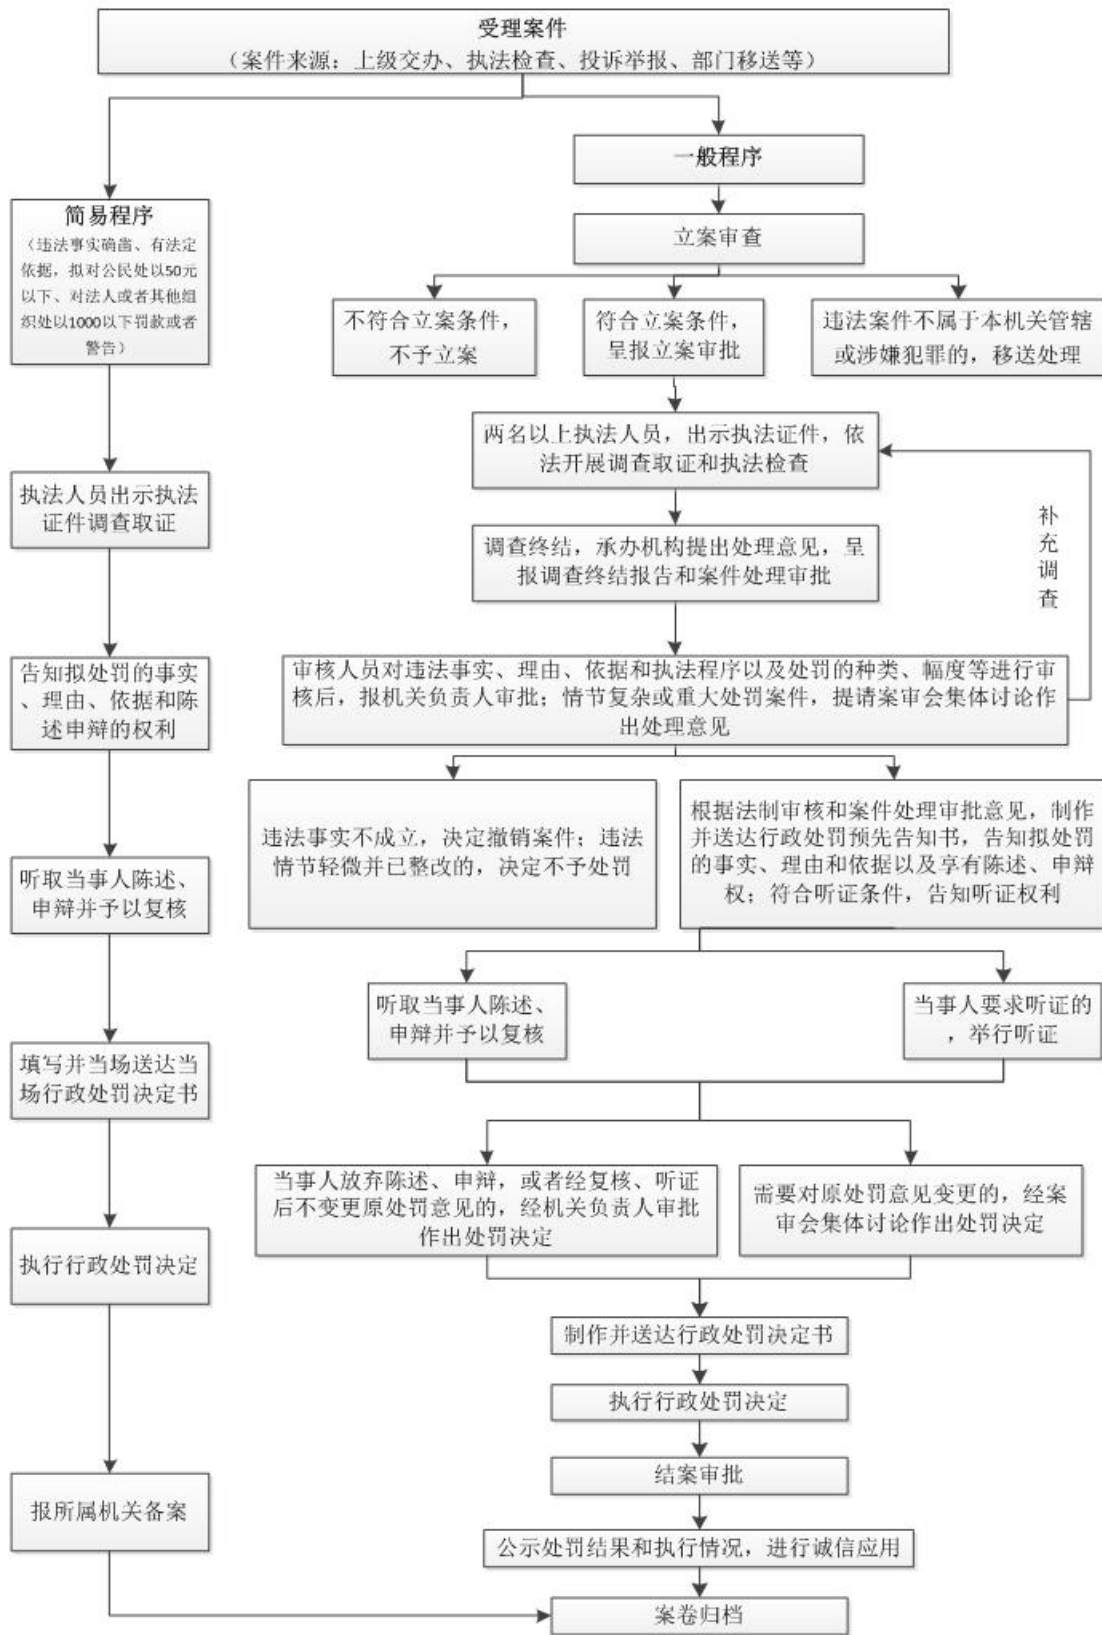 受理案件
（案件来源：上级交办、执法检查、投诉举报、部门移送等）
一般程序
简易程序
（违法事实确凿、有法定
依据，拟对公民处以50元
以下、对法人或者其他组
织处以1000以下罚款或者
警告）
立案审查
不符合立案条件，
不予立案
符合立案条件，
呈报立案审批
违法案件不属于本机关管辖
或涉嫌犯罪的，移送处理
两名以上执法人员，出示执法证件，依
法开展调查取证和执法检查
执法人员出示执法
证件调查取证
补
充
调
查
调查终结，承办机构提出处理意见，呈
报调查终结报告和案件处理审批
告知拟处罚的事实
、理由、依据和陈
述申辩的权利
审核人员对违法事实、理由、依据和执法程序以及处罚的种类、幅度等进行审
核后，报机关负责人审批；情节复杂或重大处罚案件，提请案审会集体讨论作
出处理意见
违法事实不成立，决定撤销案件；违法
情节轻微并已整改的，决定不予处罚
根据法制审核和案件处理审批意见，制作
并送达行政处罚预先告知书，告知拟处罚
的事实、理由和依据以及享有陈述、申辩
权；符合听证条件，告知听证权利
听取当事人陈述、
申辩并予以复核
听取当事人陈述、
申辩并予以复核
当事人要求听证的
，举行听证
填写并当场送达当
场行政处罚决定书
当事人放弃陈述、申辩，或者经复核、听证
后不变更原处罚意见的，经机关负责人审批
作出处罚决定
需要对原处罚意见变更的，经案
审会集体讨论作出处罚决定
执行行政处罚决定
制作并送达行政处罚决定书
执行行政处罚决定
结案审批
报所属机关备案
公示处罚结果和执行情况，进行诚信应用
案卷归档